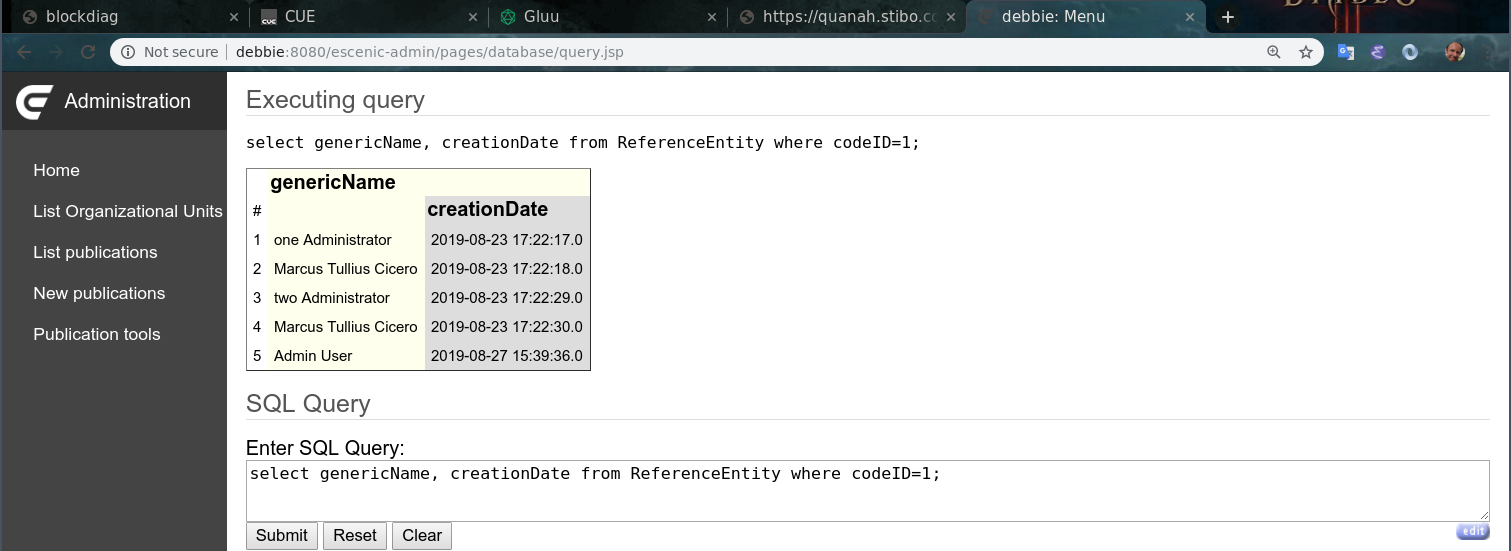 blockdiag
CUE
CUE
Gluu
https://quanah.stibo.co
debbie: Menu
Not secure
debbie:8080/escenic-admin/pages/database/query.jsp
Administration
Home
List Organizational Units
List publications
New publications
Publication tools
Executing query
select genericName, creationDate from ReferenceEntity where codeID=1;
genericName
# creationDate
1 one Administrator 2019-08-23 17:22:17.0
2 Marcus Tullius Cicero 2019-08-23 17:22:18.0
3 two Administrator 2019-08-23 17:22:29.0
4 Marcus Tullius Cicero 2019-08-23 17:22:30.0
5 Admin User 2019-08-27 15:39:36.0
SQL Query
Enter SQL Query:
select genericName, creationDate from ReferenceEntity where codeID=1;
Submit Reset Clear
edit